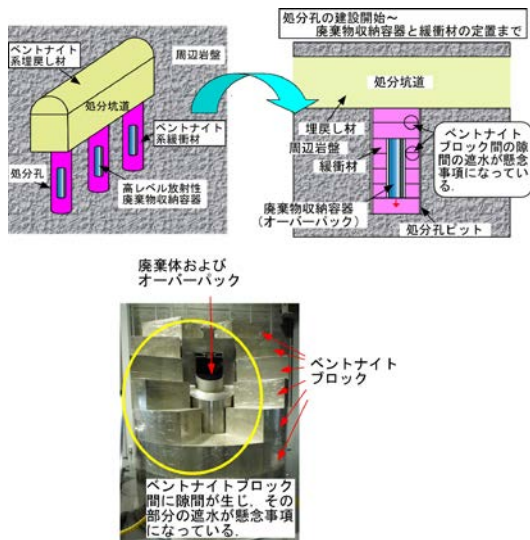 ベントナイト
系埋戻し材
周辺岩盤
処分坑道
ベントナイト
系緩衝材
処分孔
高レベル放射性
廃棄物収納容器
処分孔の建設開始～
廃棄物収納容器と緩衝材の定置まで
処分坑道
埋戻し材
周辺岩盤
緩衝材
ベントナイト
ブロック間の隙
間の遮水が懸念
事項になってい
る.
廃棄物収納容器
(オーバーパック)
処分孔ピット
廃棄体および
オーバーパック
ベントナイト
ブロック
ベントナイトブロック
間に隙間が生じ，その
部分の遮水が懸念事項
になっている.